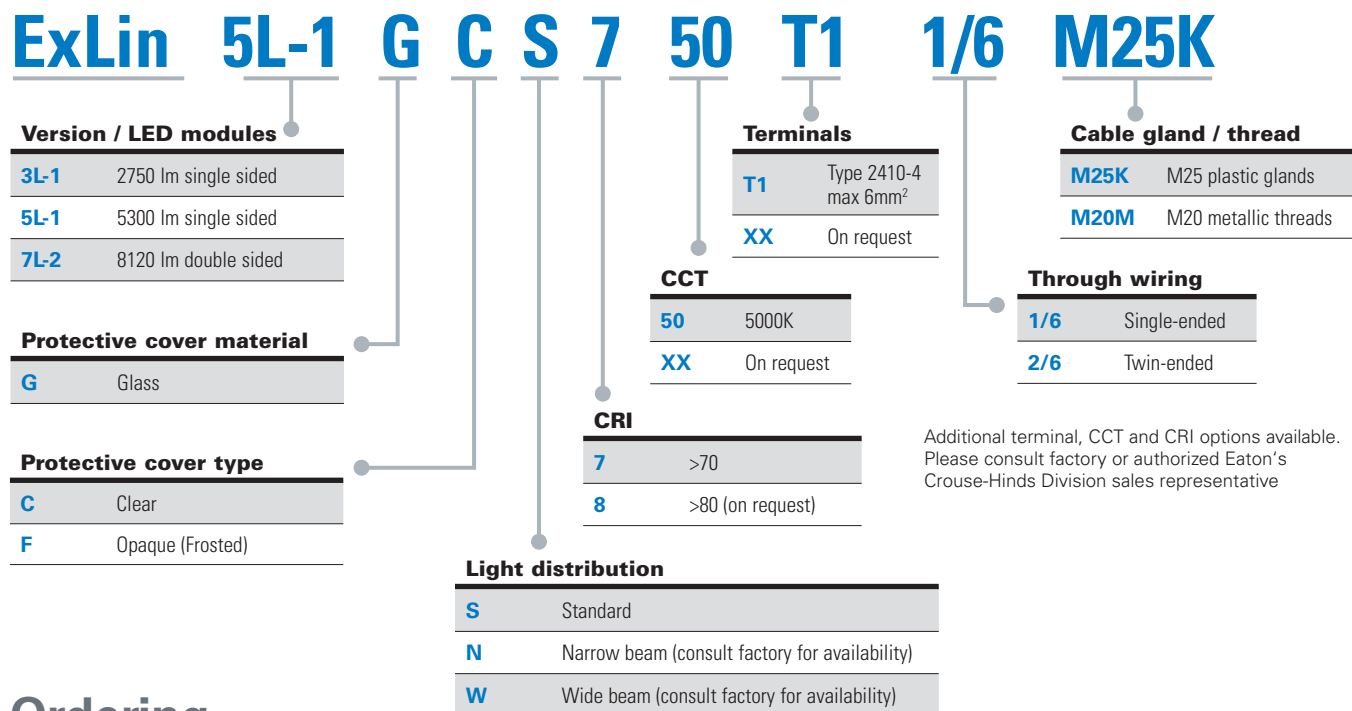 ExLin 5L-1 G C S 7 50 T1 1/6 M25K
Version / LED modules
3L-1 2750 lm single sided
5L-1 5300 lm single sided
7L-2 8120 lm double sided
Protective cover material
G Glass
Protective cover type
C Clear
F Opaque (Frosted)
Light distribution
S Standard
N Narrow beam (consult factory for availability)
W Wide beam (consult factory for availability)
CRI
7 >70
8 >80 (on request)
CCT
50 5000K
XX On request
Terminals
T1 Type 2410-4
max 6mm²
XX On request
Through wiring
1/6 Single-ended
2/6 Twin-ended
Cable gland / thread
M25K M25 plastic glands
M20M M20 metallic threads
Additional terminal, CCT and CRI options available.
Please consult factory or authorized Eaton's
Crouse-Hinds Division sales representative
Ordering